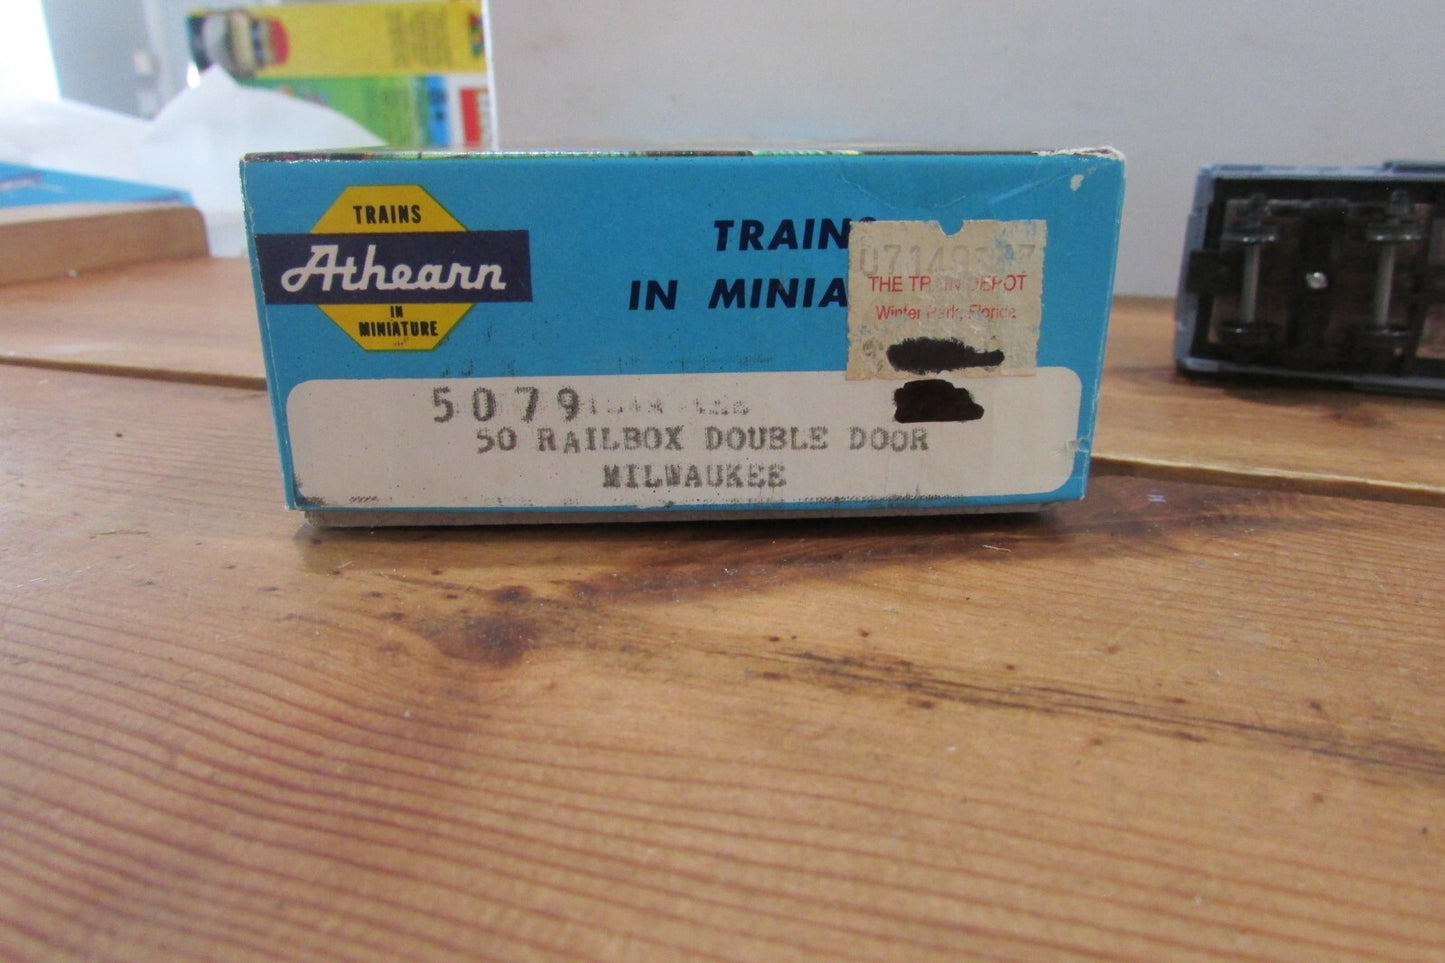 TRAINS
Athearn
IN
MINIATURE
TRAINS
IN MINIA
THE TRAIN DEPOT
Winter Park, Florida
5079
50 RAILBOX DOUBLE DOOR
MILWAUKEE